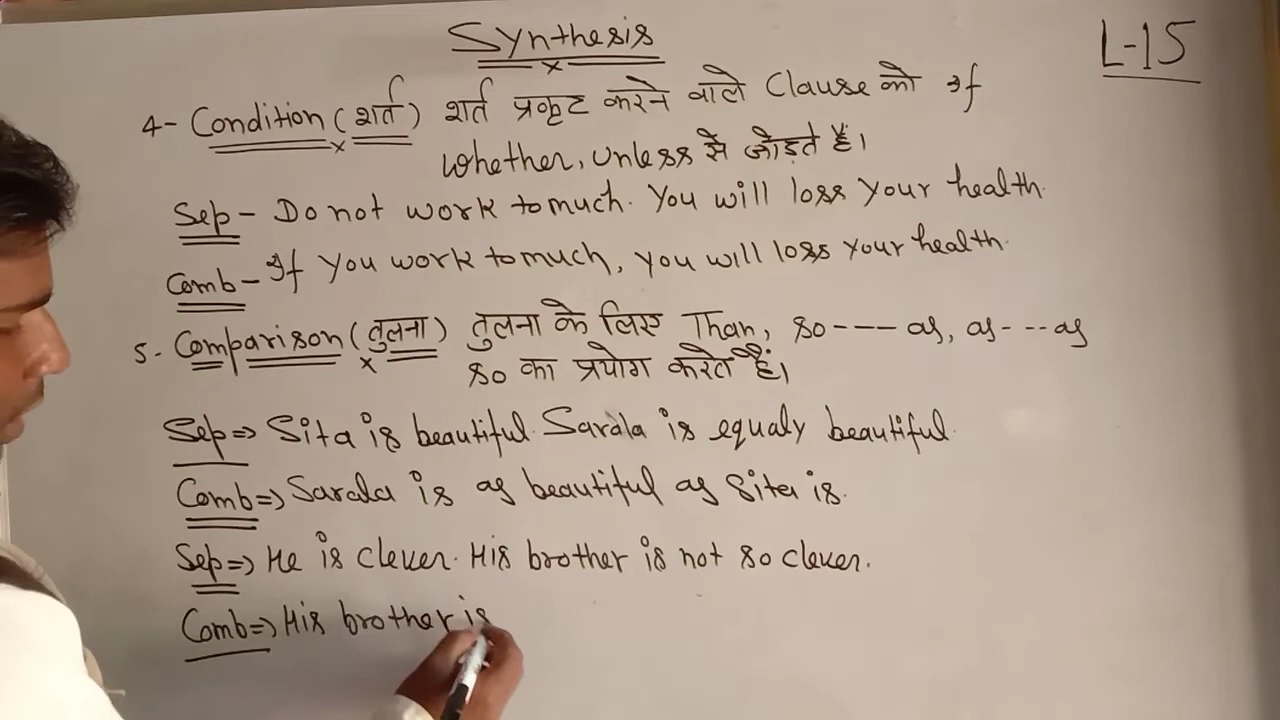 Synthesis
L-15
4- Condition (शर्त) शर्त प्रकट करने वाले Clause को If
whether, unless से जोड़ते हैं।
Sep - Do not work to much. You will loss your health.
Comb - If you work to much, you will loss your health.
5. Comparison (तुलना) तुलना के लिए Than, so --- as, as --- as
so का प्रयोग करते हैं।
Sep => Sita is beautiful. Sarala is equaly beautiful.
Comb => Sarala is as beautiful as Sita is.
Sep => He is clever. His brother is not so clever.
Comb => His brother is